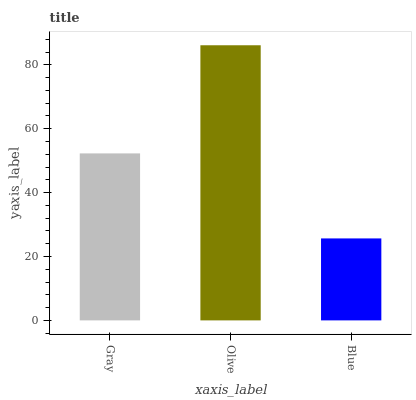 title
80
60
40
20
0
yaxis_label
Gray
Olive
Blue
xaxis_label